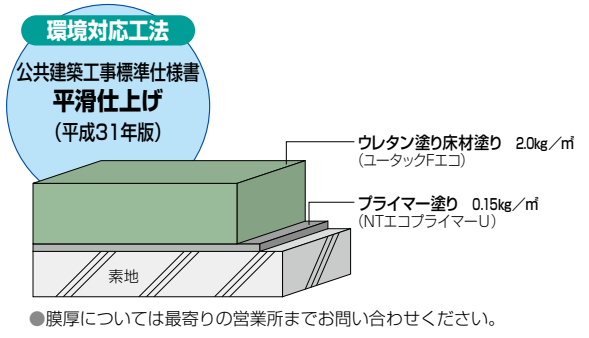 環境対応工法
公共建築工事標準仕様書
平滑仕上げ
（平成31年版）
ウレタン塗り床材塗り 2.0kg／㎡
（ユータックFエコ）
プライマー塗り 0.15kg／㎡
（NTエコプライマーU）
素地
●膜厚については最寄りの営業所までお問い合わせください。